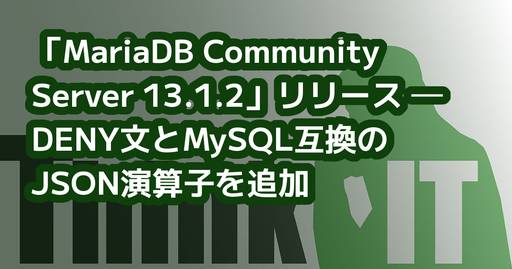 「MariaDB Community
Server 13.1.2」リリース ―
DENY文とMySQL互換の
JSON演算子を追加
Think IT